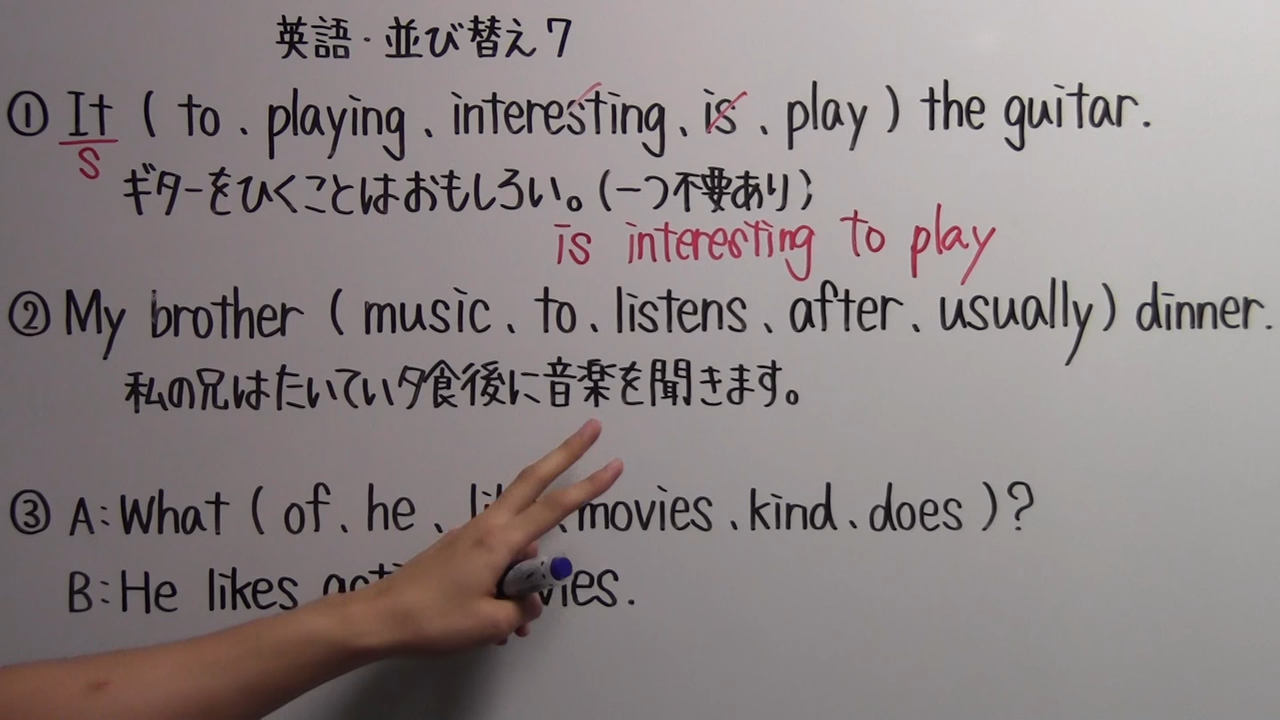 英語・並び替え7
① It ( to 、playing 、interesting 、is 、play ) the guitar.
S
ギターをひくことはおもしろい。(一つ不要あり)
is interesting to play
② My brother ( music 、to 、listens 、after 、usually ) dinner.
私の兄はたいてい夕食後に音楽を聞きます。
③ A: What ( of 、he 、 、movies 、kind 、does )?
B: He likes